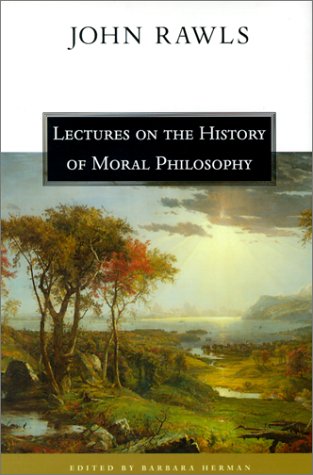 JOHN RAWLS
LECTURES ON THE HISTORY
OF MORAL PHILOSOPHY
EDITED BY BARBARA HERMAN